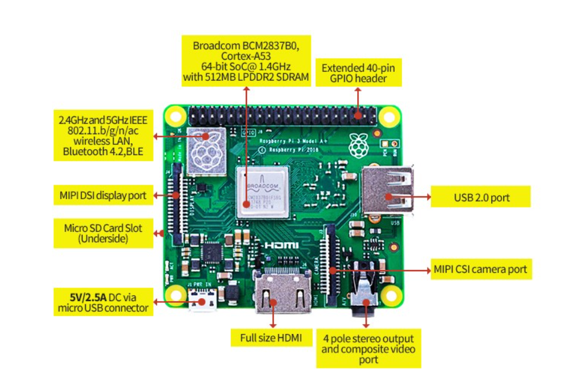 Broadcom BCM2837B0,
Cortex-A53
64-bit SoC@ 1.4GHz
with 512MB LPDDR2 SDRAM
Extended 40-pin
GPIO header
2.4GHz and 5GHz IEEE
802.11.b/g/n/ac
wireless LAN,
Bluetooth 4.2,BLE
Raspberry Pi 3 Model A+
© Raspberry Pi 2018
MIPI DSI display port
BROADCOM
USB 2.0 port
USB
Micro SD Card Slot
(Underside)
HDMI
MIPI CSI camera port
5V/2.5A DC via
micro USB connector
PWR IN
Full size HDMI
4 pole stereo output
and composite video
port